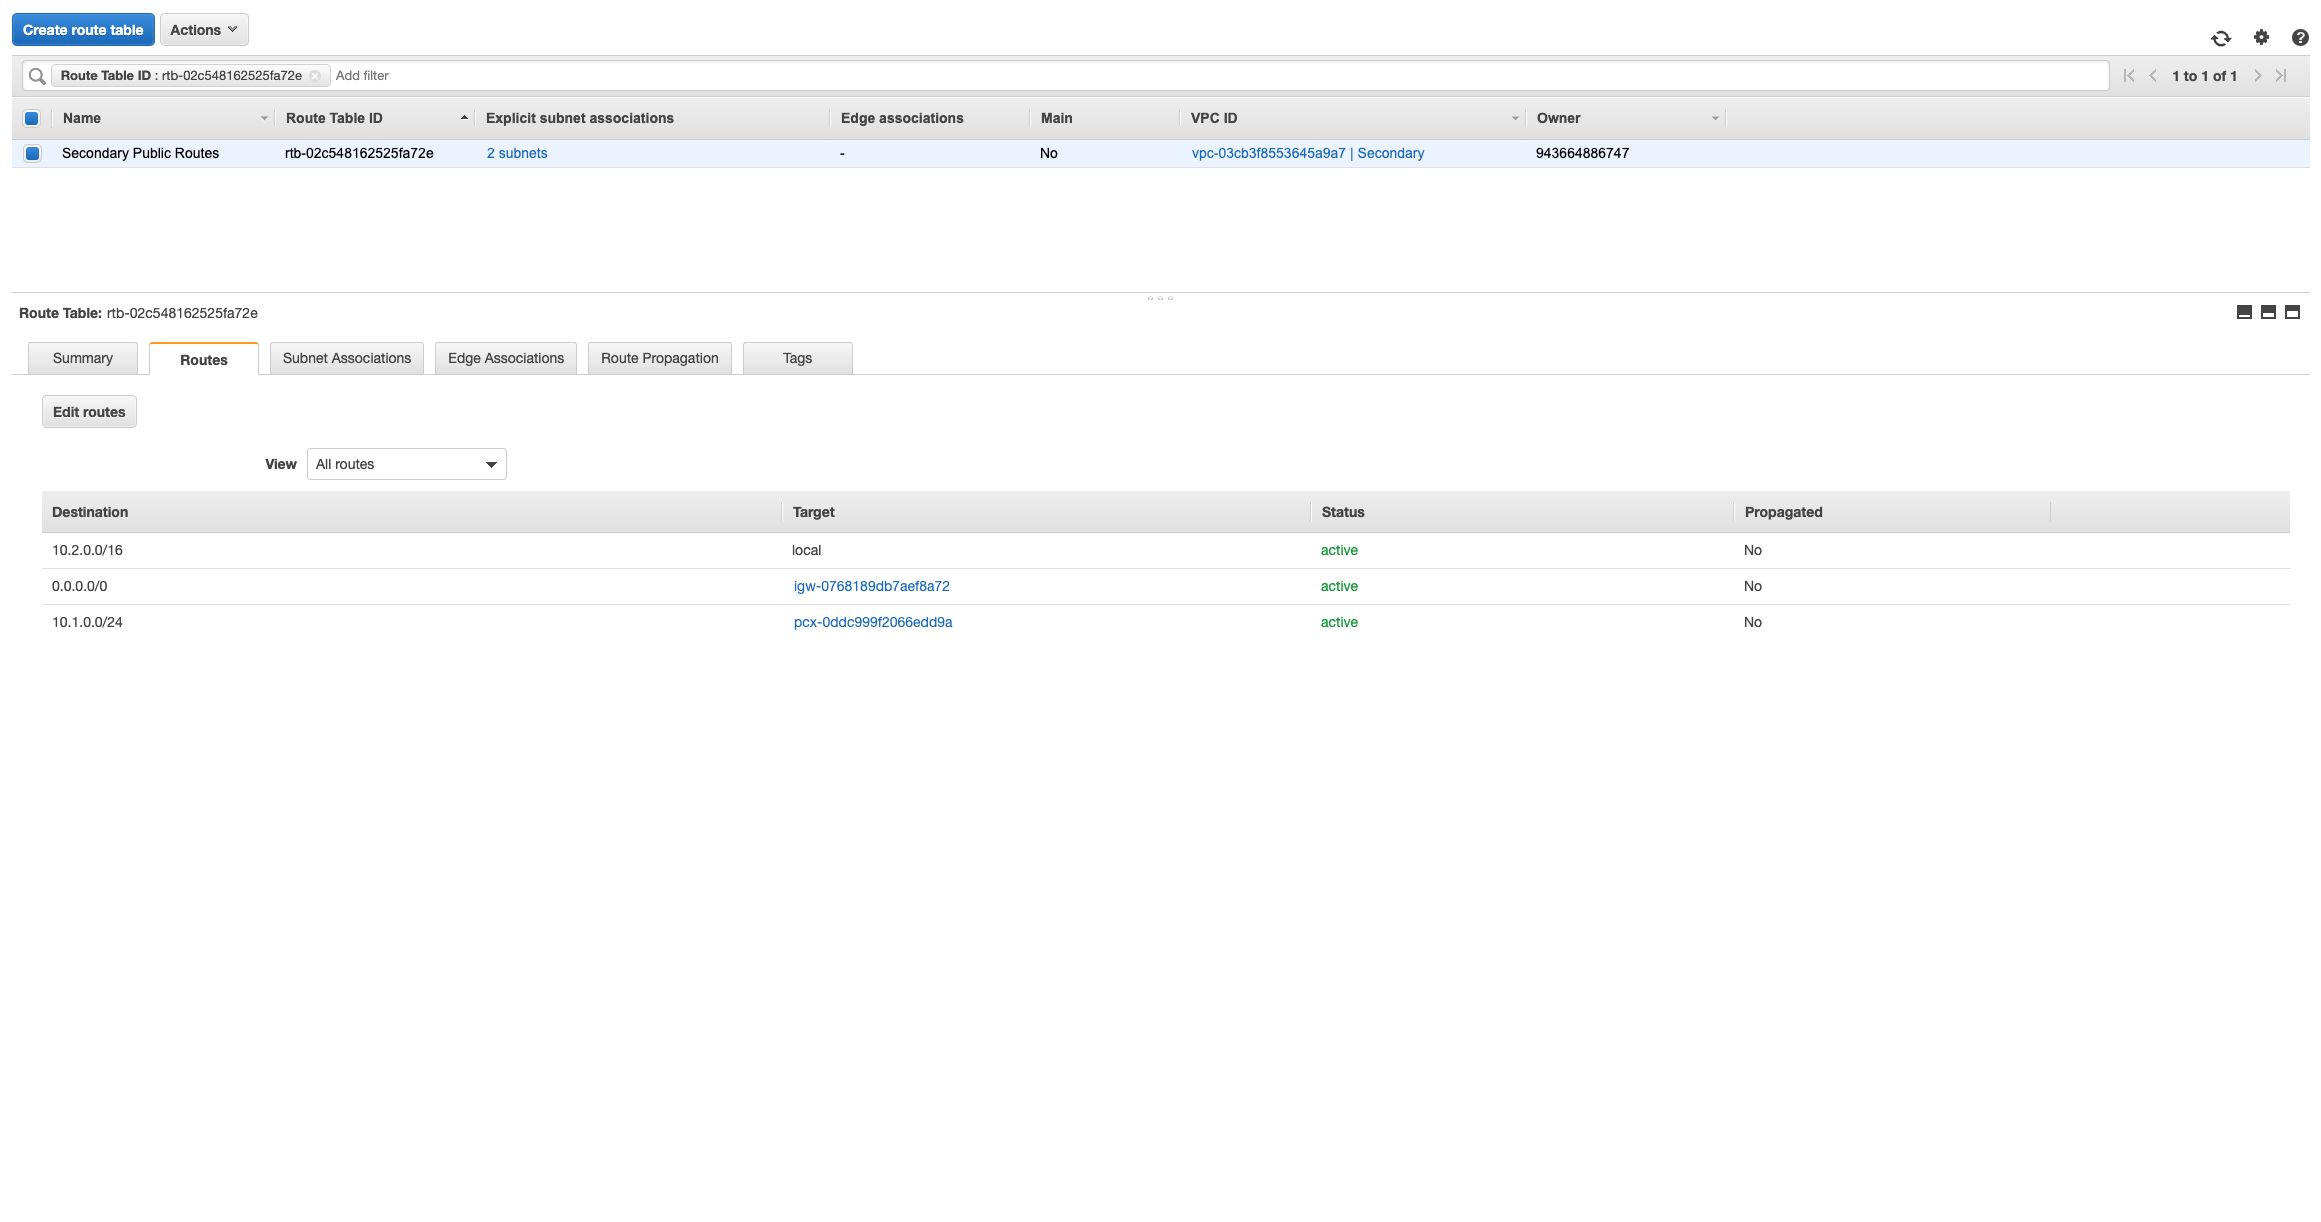 Create route table Actions
Route Table ID : rtb-02c548162525fa72e Add filter 1 to 1 of 1
Name Route Table ID Explicit subnet associations Edge associations Main VPC ID Owner
Secondary Public Routes rtb-02c548162525fa72e 2 subnets - No vpc-03cb3f8553645a9a7 | Secondary 943664886747
Route Table: rtb-02c548162525fa72e
Summary Routes Subnet Associations Edge Associations Route Propagation Tags
Edit routes
View All routes
Destination Target Status Propagated
10.2.0.0/16 local active No
0.0.0.0/0 igw-0768189db7aef8a72 active No
10.1.0.0/24 pcx-0ddc999f2066edd9a active No